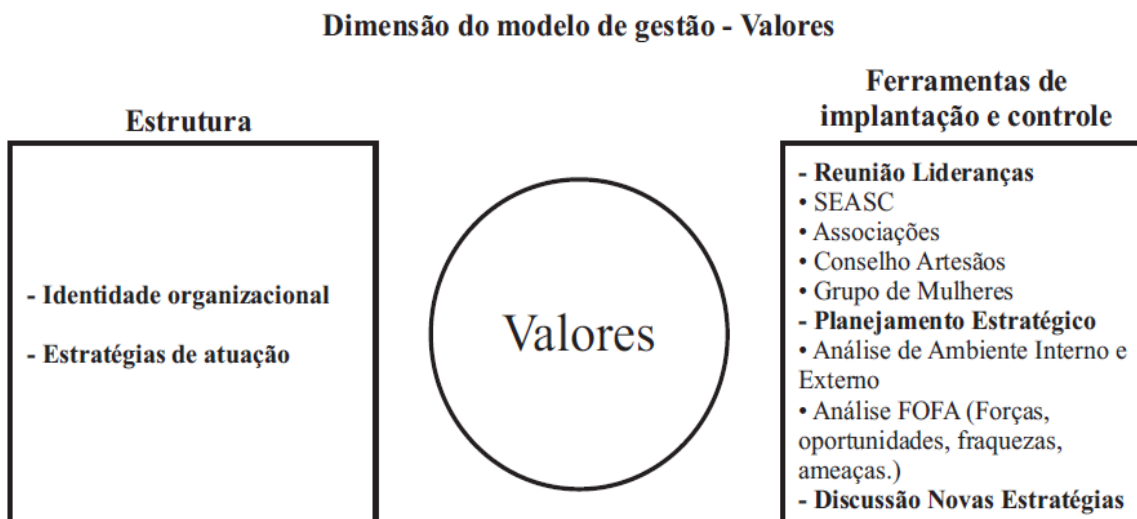 Dimensão do modelo de gestão - Valores
Estrutura
- Identidade organizacional
- Estratégias de atuação
Valores
Ferramentas de
implantação e controle
- Reunião Lideranças
• SEASC
• Associações
• Conselho Artesãos
• Grupo de Mulheres
- Planejamento Estratégico
• Análise de Ambiente Interno e
Externo
• Análise FOFA (Forças,
oportunidades, fraquezas,
ameaças.)
- Discussão Novas Estratégias